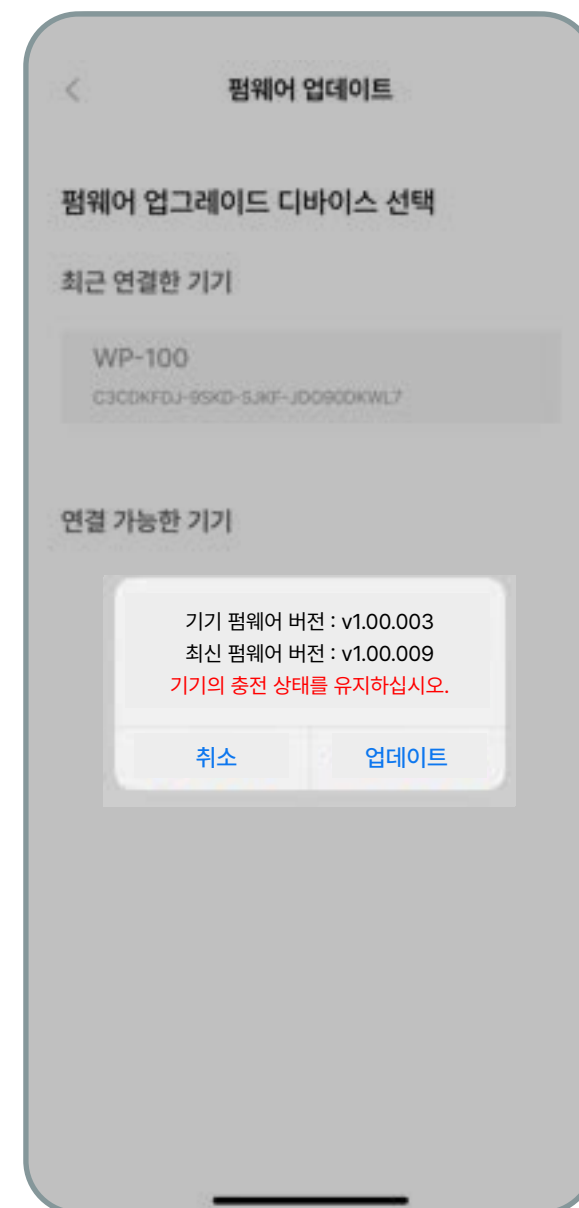 펌웨어 업데이트
펌웨어 업그레이드 디바이스 선택
최근 연결한 기기
WP-100
C3CDKFDJ-9SKD-SJKF-JDO90DKWL7
연결 가능한 기기
기기 펌웨어 버전 : v1.00.003
최신 펌웨어 버전 : v1.00.009
기기의 충전 상태를 유지하십시오.
취소 업데이트